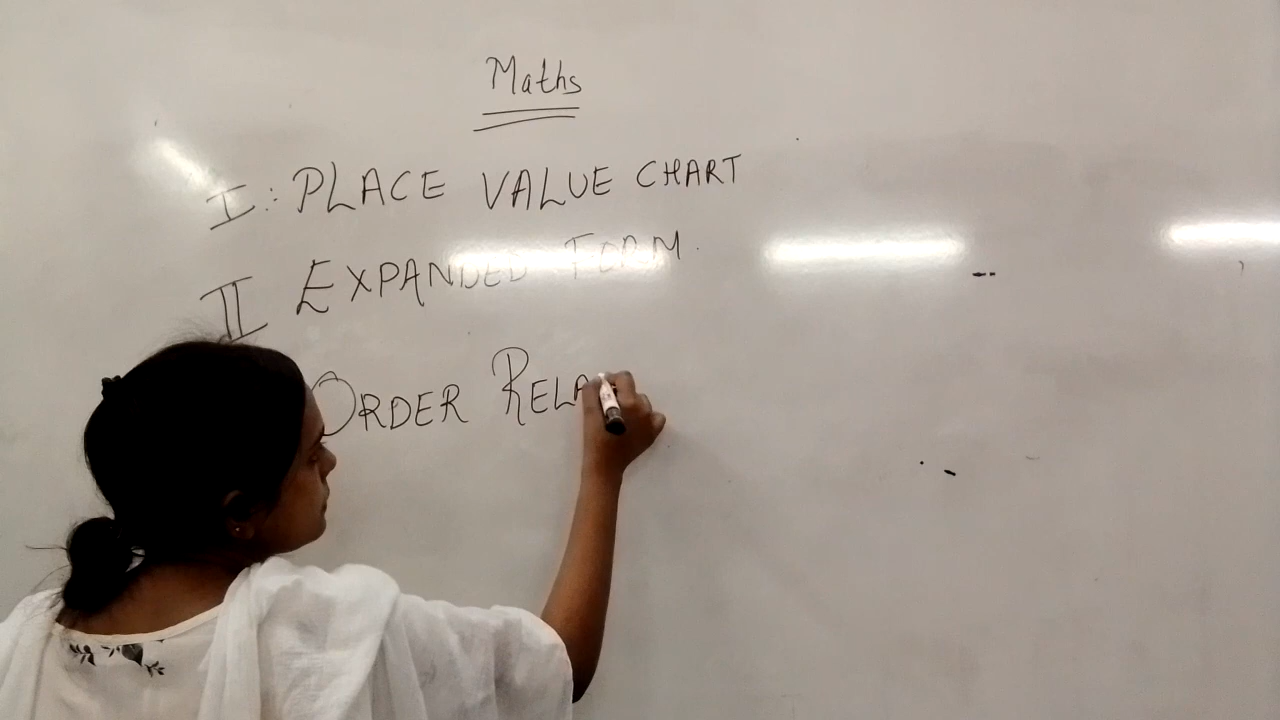 Maths
I. : PLACE VALUE CHART
II EXPANDED FORM.
ORDER RELA